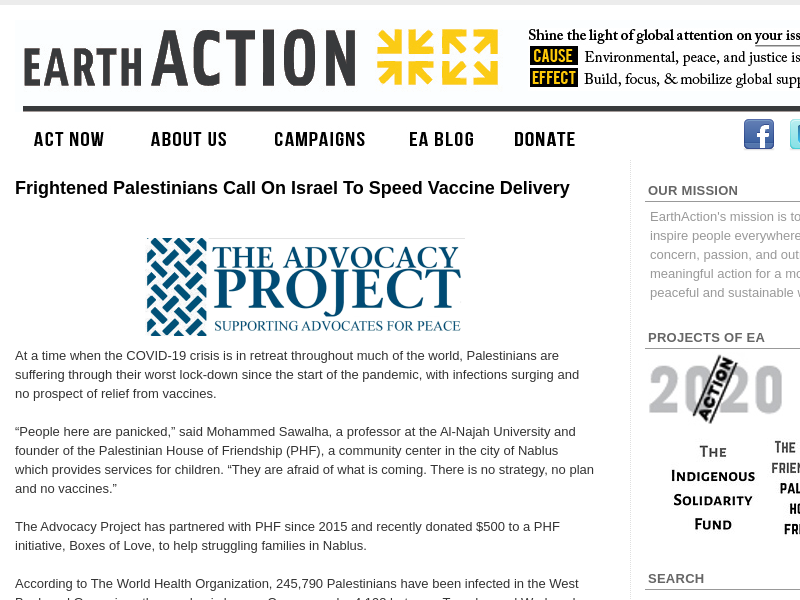 EARTH ACTION
Shine the light of global attention on your iss
CAUSE Environmental, peace, and justice is
EFFECT Build, focus, & mobilize global supp
ACT NOW ABOUT US CAMPAIGNS EA BLOG DONATE
Frightened Palestinians Call On Israel To Speed Vaccine Delivery
THE ADVOCACY
PROJECT
SUPPORTING ADVOCATES FOR PEACE
At a time when the COVID-19 crisis is in retreat throughout much of the world, Palestinians are
suffering through their worst lock-down since the start of the pandemic, with infections surging and
no prospect of relief from vaccines.
“People here are panicked,” said Mohammed Sawalha, a professor at the Al-Najah University and
founder of the Palestinian House of Friendship (PHF), a community center in the city of Nablus
which provides services for children. “They are afraid of what is coming. There is no strategy, no plan
and no vaccines.”
The Advocacy Project has partnered with PHF since 2015 and recently donated $500 to a PHF
initiative, Boxes of Love, to help struggling families in Nablus.
According to The World Health Organization, 245,790 Palestinians have been infected in the West
OUR MISSION
EarthAction's mission is to
inspire people everywhere
concern, passion, and out
meaningful action for a mo
peaceful and sustainable w
PROJECTS OF EA
2020
ACTION
The
Indigenous
Solidarity
Fund
The
Frien
Pal
Ho
Fr
SEARCH